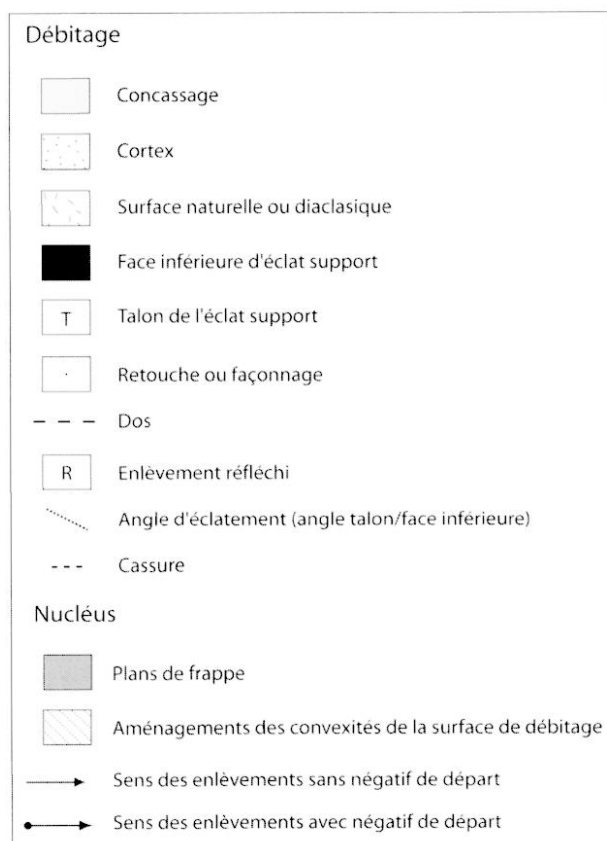 Débitage
Concassage
Cortex
Surface naturelle ou diaclasique
Face inférieure d'éclat support
T Talon de l'éclat support
Retouche ou façonnage
Dos
R Enlèvement réfléchi
Angle d'éclatement (angle talon/face inférieure)
Cassure
Nucléus
Plans de frappe
Aménagements des convexités de la surface de débitage
Sens des enlèvements sans négatif de départ
Sens des enlèvements avec négatif de départ